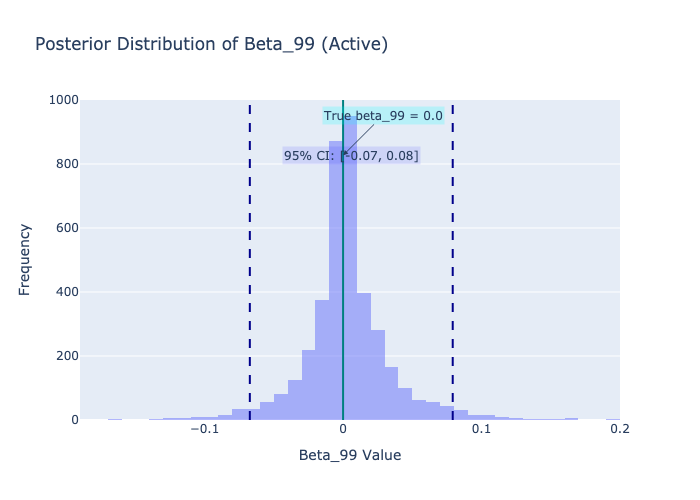 Posterior Distribution of Beta_99 (Active)
1000
True beta_99 = 0.0
95% CI: [-0.07, 0.08]
800
600
Frequency
400
200
0
−0.1
0
0.1
0.2
Beta_99 Value